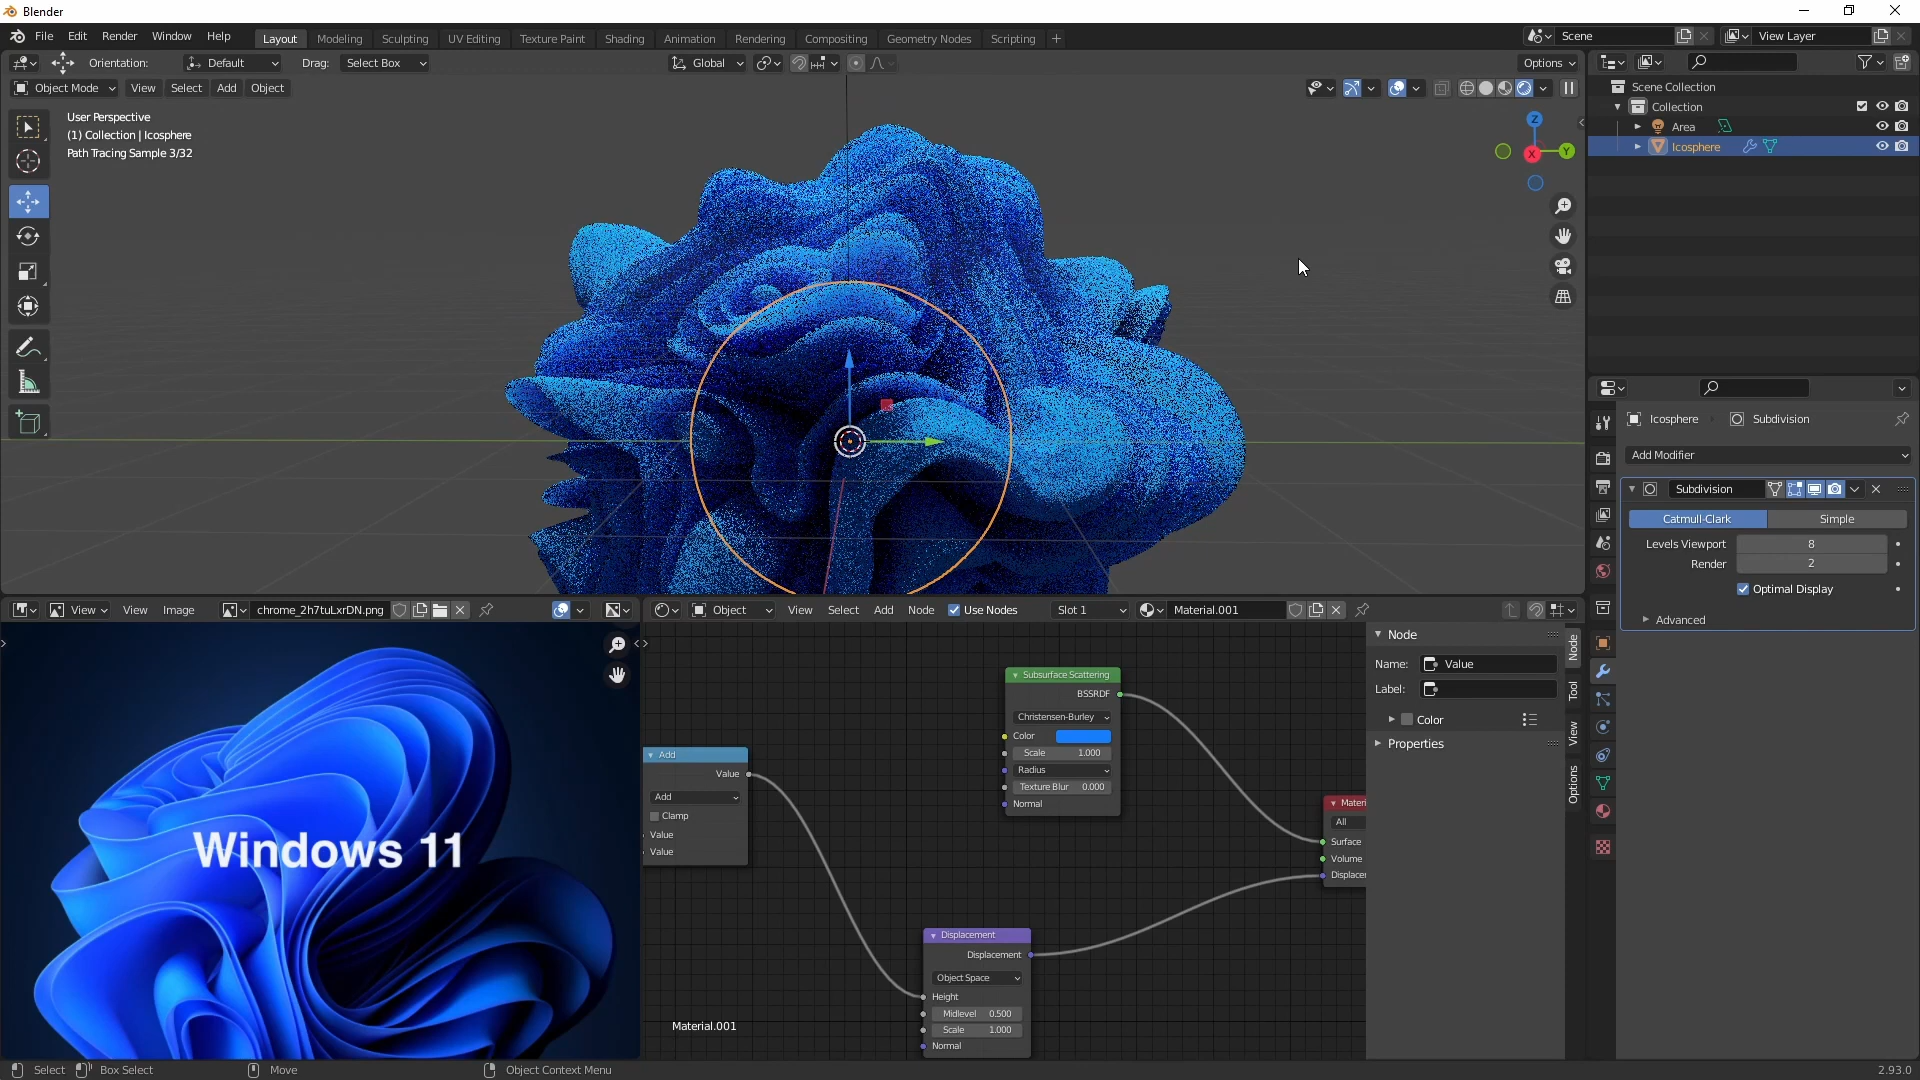 Blender
File Edit Render Window Help Layout Modeling Sculpting UV Editing Texture Paint Shading Animation Rendering Compositing Geometry Nodes Scripting + Scene View Layer
Orientation: Default Drag: Select Box Global Options
Object Mode View Select Add Object
User Perspective
(1) Collection | Icosphere
Path Tracing Sample 3/32
Z
X Y
Scene Collection
Collection
Area
Icosphere
Icosphere Subdivision
Add Modifier
Subdivision
Catmull-Clark Simple
Levels Viewport 8
Render 2
Optimal Display
Advanced
View View Image chrome_2h7tuLxrDN.png
Windows 11
Object View Select Add Node Use Nodes Slot 1 Material.001
Add
Value
Add
Clamp
Value
Value
Subsurface Scattering
BSSRDF
Christensen-Burley
Color
Scale 1.000
Radius
Texture Blur 0.000
Normal
Materi
All
Surface
Volume
Displacer
Displacement
Displacement
Object Space
Height
Midlevel 0.500
Scale 1.000
Normal
Material.001
Node
Name: Value
Label:
Color
Properties
Node
Tool
View
Options
Select Box Select Move Object Context Menu 2.93.0